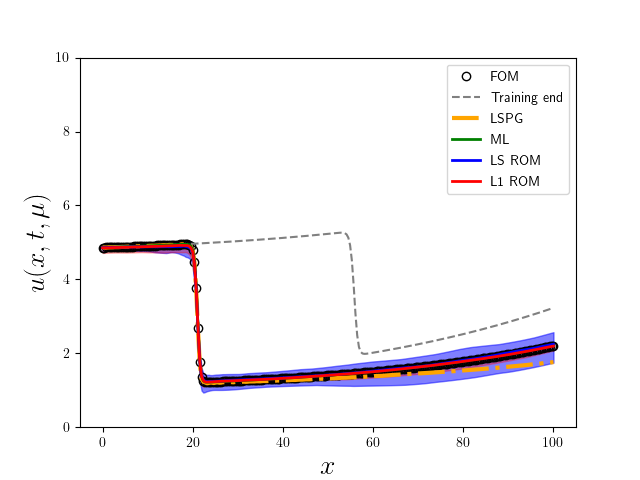 10
8
6
4
2
0
u(x, t, μ)
FOM
Training end
LSPG
ML
LS ROM
L1 ROM
0 20 40 60 80 100
x